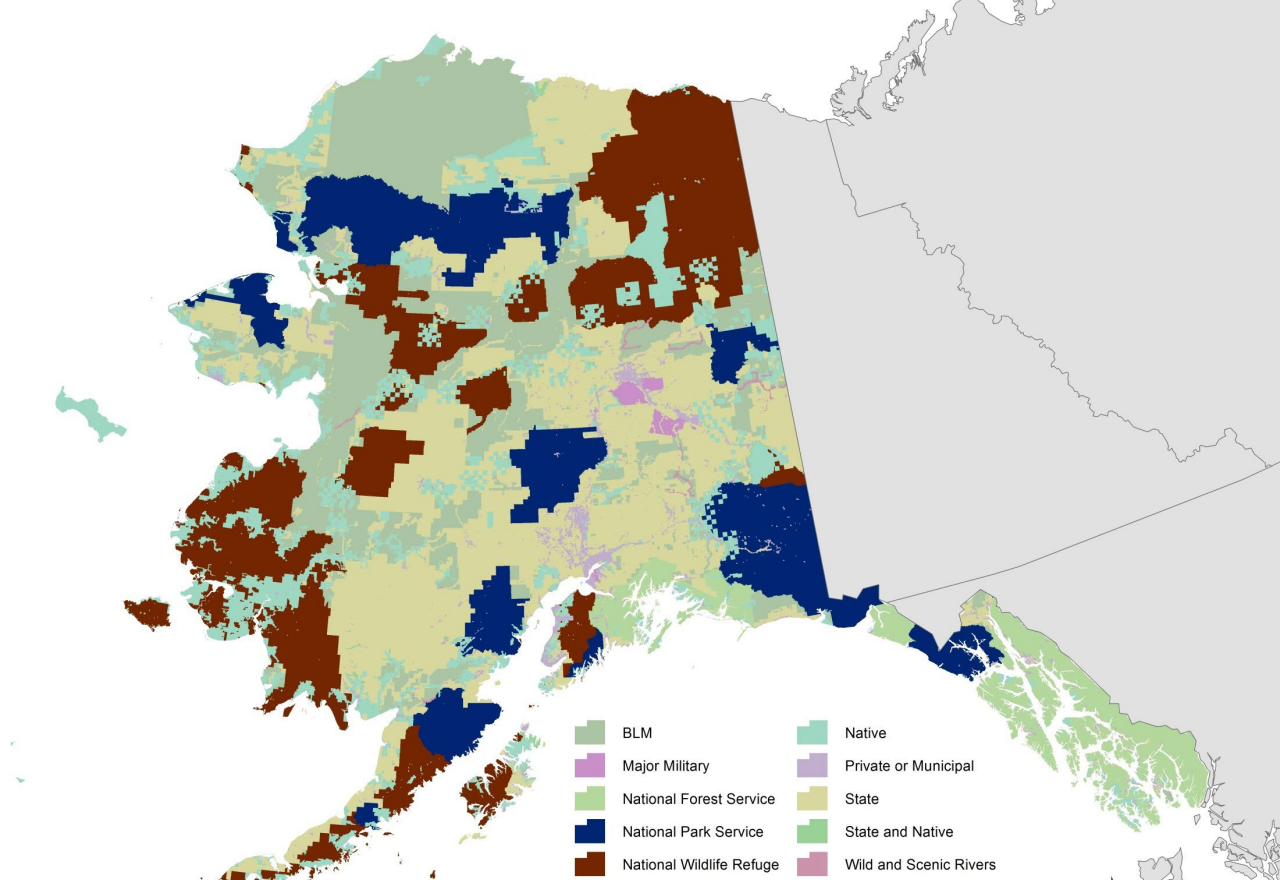 BLM
Major Military
National Forest Service
National Park Service
National Wildlife Refuge
Native
Private or Municipal
State
State and Native
Wild and Scenic Rivers